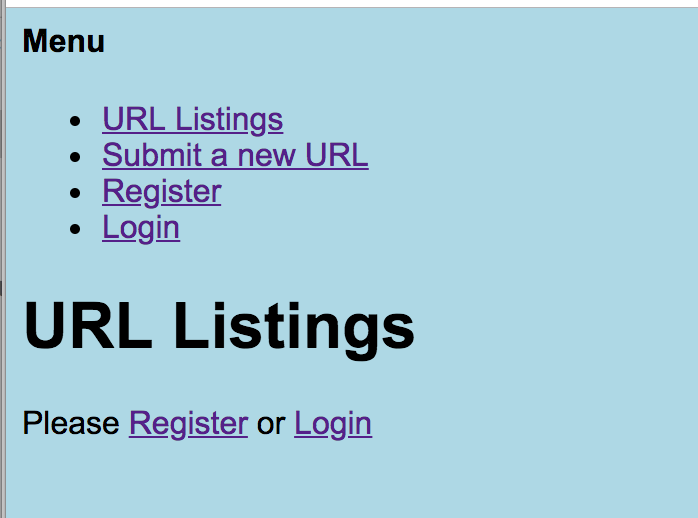 Menu
URL Listings
Submit a new URL
Register
Login
URL Listings
Please Register or Login